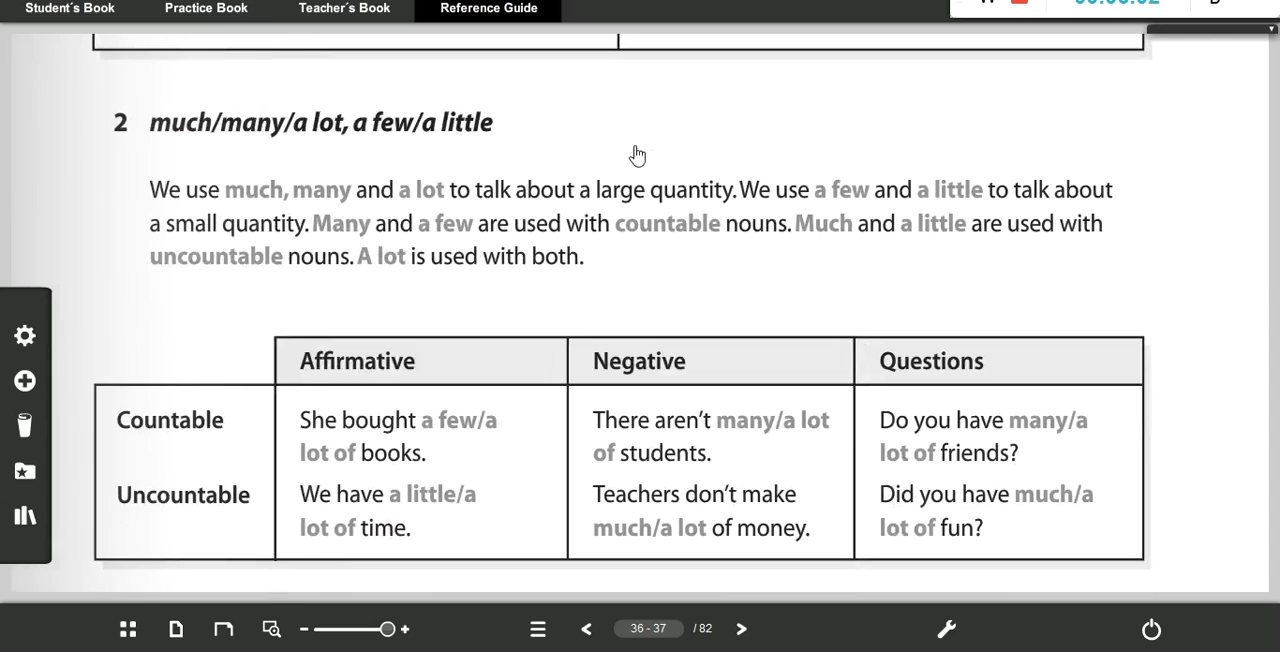 Student´s Book Practice Book Teacher´s Book Reference Guide
2 much/many/a lot, a few/a little
We use much, many and a lot to talk about a large quantity. We use a few and a little to talk about
a small quantity. Many and a few are used with countable nouns. Much and a little are used with
uncountable nouns. A lot is used with both.
Affirmative Negative Questions
Countable She bought a few/a There aren't many/a lot Do you have many/a
lot of books. of students. lot of friends?
Uncountable We have a little/a Teachers don't make Did you have much/a
lot of time. much/a lot of money. lot of fun?
36 - 37 / 82